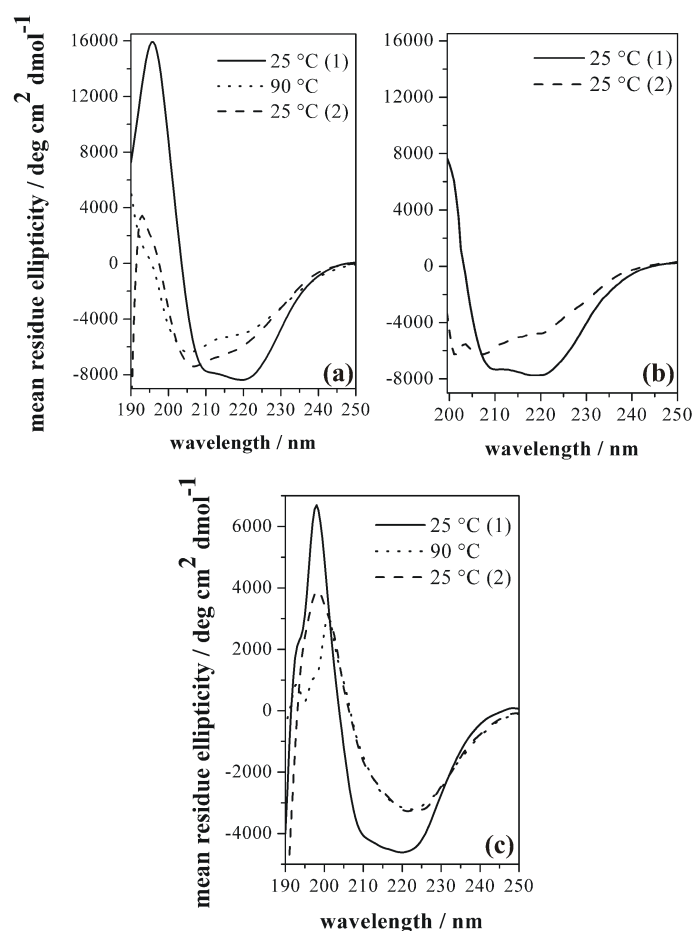 mean residue ellipticity / deg cm² dmol⁻¹
16000
12000
8000
4000
0
-4000
-8000
25 °C (1)
90 °C
25 °C (2)
(a)
190 200 210 220 230 240 250
wavelength / nm
16000
12000
8000
4000
0
-4000
-8000
25 °C (1)
25 °C (2)
(b)
200 210 220 230 240 250
wavelength / nm
mean residue ellipticity / deg cm² dmol⁻¹
6000
4000
2000
0
-2000
-4000
25 °C (1)
90 °C
25 °C (2)
(c)
190 200 210 220 230 240 250
wavelength / nm